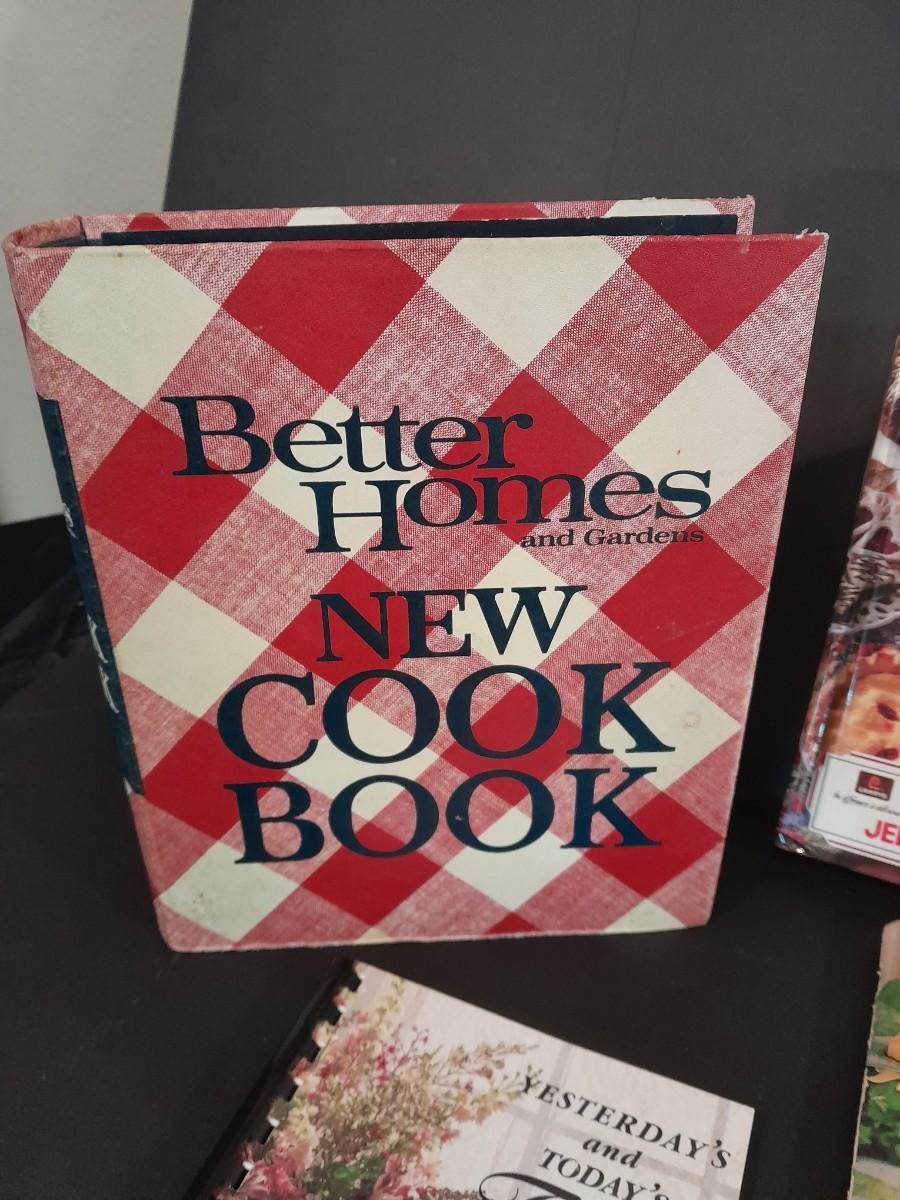 Better
Homes
and Gardens
NEW
COOK
BOOK
YESTERDAY'S
and
TODAY'S